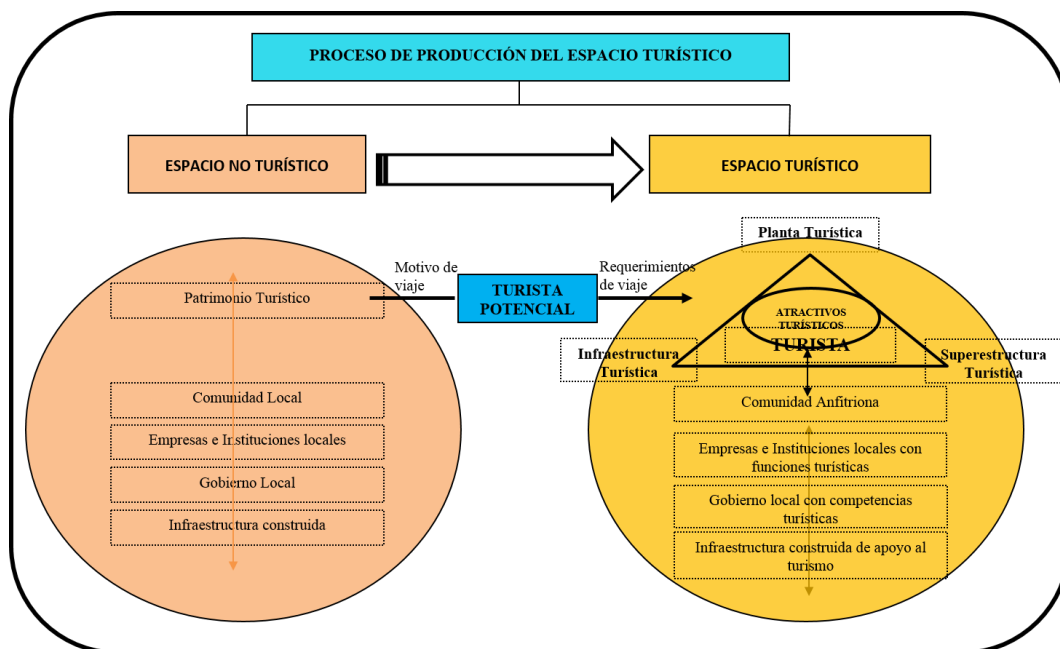 PROCESO DE PRODUCCIÓN DEL ESPACIO TURÍSTICO
ESPACIO NO TURÍSTICO
ESPACIO TURÍSTICO
Patrimonio Turístico
Comunidad Local
Empresas e Instituciones locales
Gobierno Local
Infraestructura construida
Motivo de
viaje
TURISTA
POTENCIAL
Requerimientos
de viaje
Planta Turística
ATRACTIVOS
TURÍSTICOS
TURISTA
Infraestructura
Turística
Superestructura
Turística
Comunidad Anfitriona
Empresas e Instituciones locales con
funciones turísticas
Gobierno local con competencias
turísticas
Infraestructura construida de apoyo al
turismo